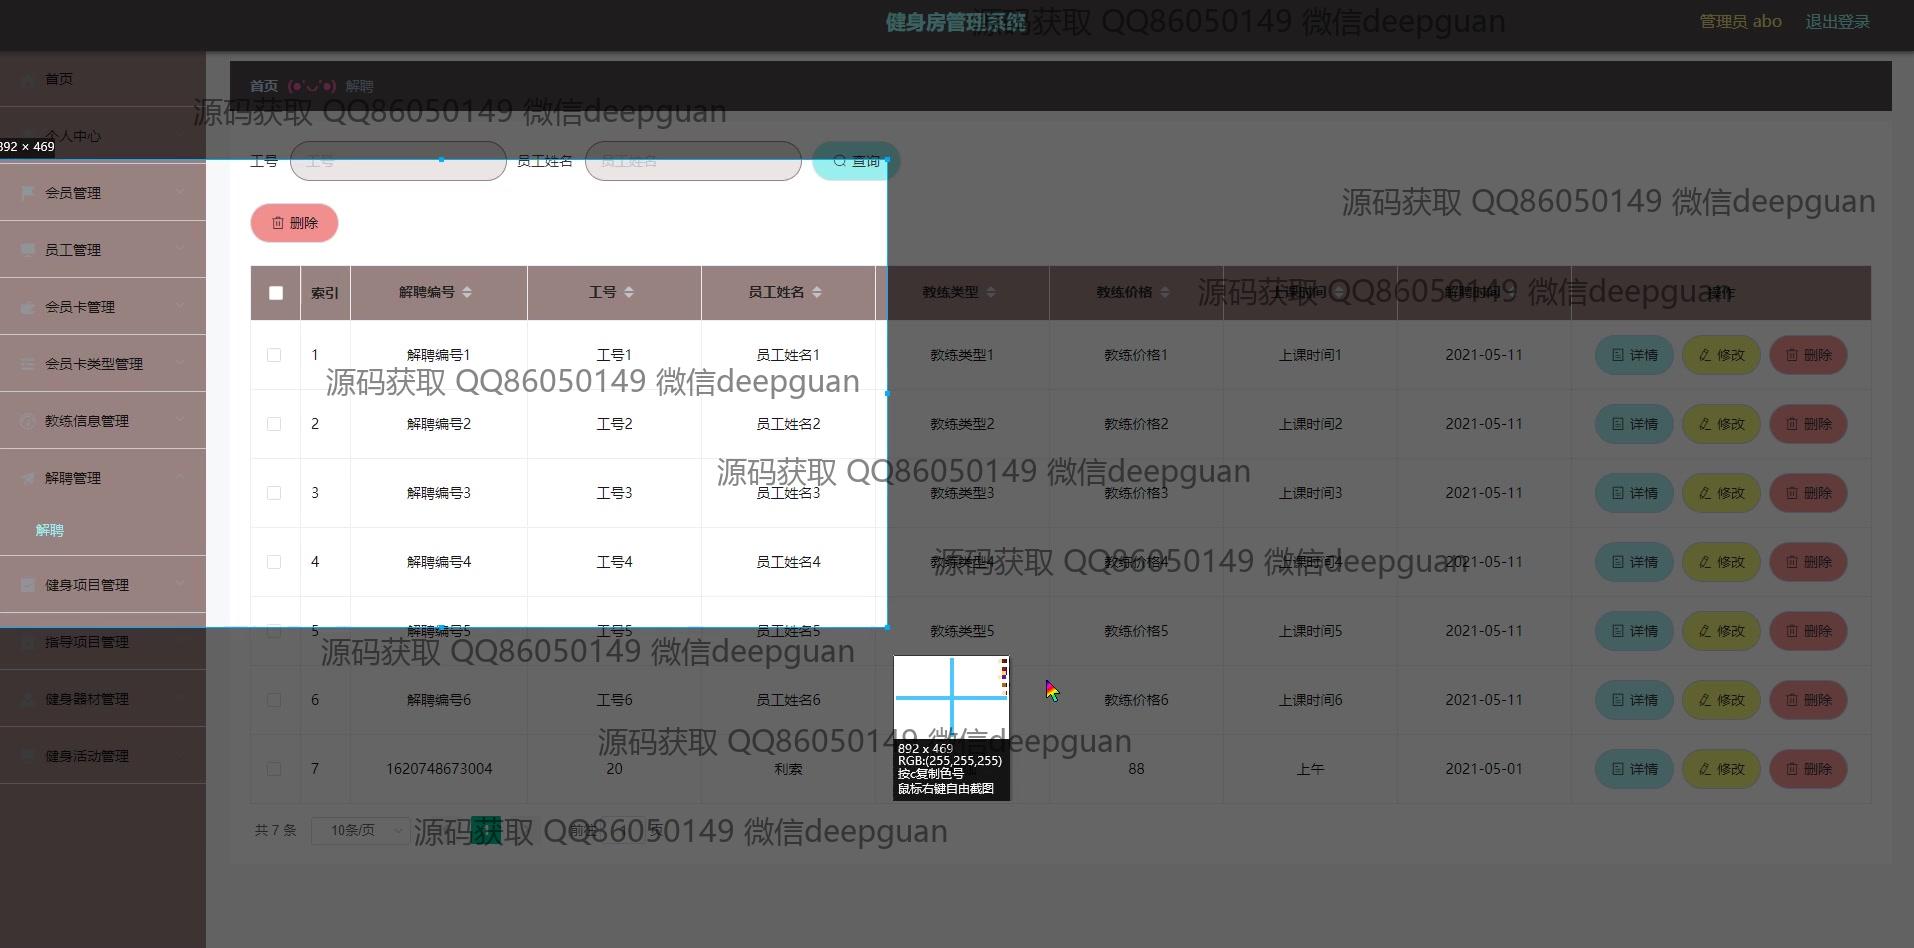 健身房管理系统
源码获取 QQ86050149 微信deepguan
管理员 abo
退出登录
首页
首页 (●'◡'●) 解聘
源码获取 QQ86050149 微信deepguan
个人中心
892 × 469
工号 工号 员工姓名 员工姓名 查询
会员管理
源码获取 QQ86050149 微信deepguan
删除
员工管理
索引 解聘编号 工号 员工姓名 教练类型 教练价格 上课时间 解聘时间 操作
源码获取 QQ86050149 微信deepguan
会员卡管理
1 解聘编号1 工号1 员工姓名1 教练类型1 教练价格1 上课时间1 2021-05-11 详情 修改 删除
会员卡类型管理
源码获取 QQ86050149 微信deepguan
教练信息管理
2 解聘编号2 工号2 员工姓名2 教练类型2 教练价格2 上课时间2 2021-05-11 详情 修改 删除
源码获取 QQ86050149 微信deepguan
解聘管理
3 解聘编号3 工号3 员工姓名3 教练类型3 教练价格3 上课时间3 2021-05-11 详情 修改 删除
解聘
4 解聘编号4 工号4 员工姓名4 教练类型4 教练价格4 上课时间4 2021-05-11 详情 修改 删除
源码获取 QQ86050149 微信deepguan
健身项目管理
5 解聘编号5 工号5 员工姓名5 教练类型5 教练价格5 上课时间5 2021-05-11 详情 修改 删除
指导项目管理
源码获取 QQ86050149 微信deepguan
健身器材管理
6 解聘编号6 工号6 员工姓名6 教练价格6 上课时间6 2021-05-11 详情 修改 删除
源码获取 QQ86050149 微信deepguan
健身活动管理
892 x 469
RGB:(255,255,255)
按c复制色号
鼠标右键自由截图
7 1620748673004 20 利索 88 上午 2021-05-01 详情 修改 删除
共 7 条 10条/页 1 前往 1 页
源码获取 QQ86050149 微信deepguan